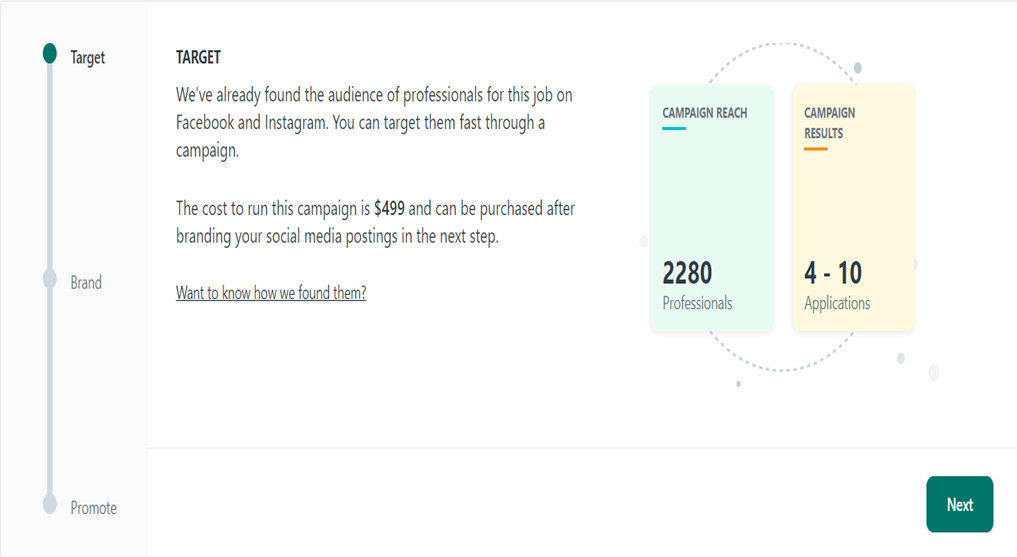 Target
Brand
Promote
TARGET
We've already found the audience of professionals for this job on
Facebook and Instagram. You can target them fast through a
campaign.
The cost to run this campaign is $499 and can be purchased after
branding your social media postings in the next step.
Want to know how we found them?
CAMPAIGN REACH
2280
Professionals
CAMPAIGN
RESULTS
4 - 10
Applications
Next